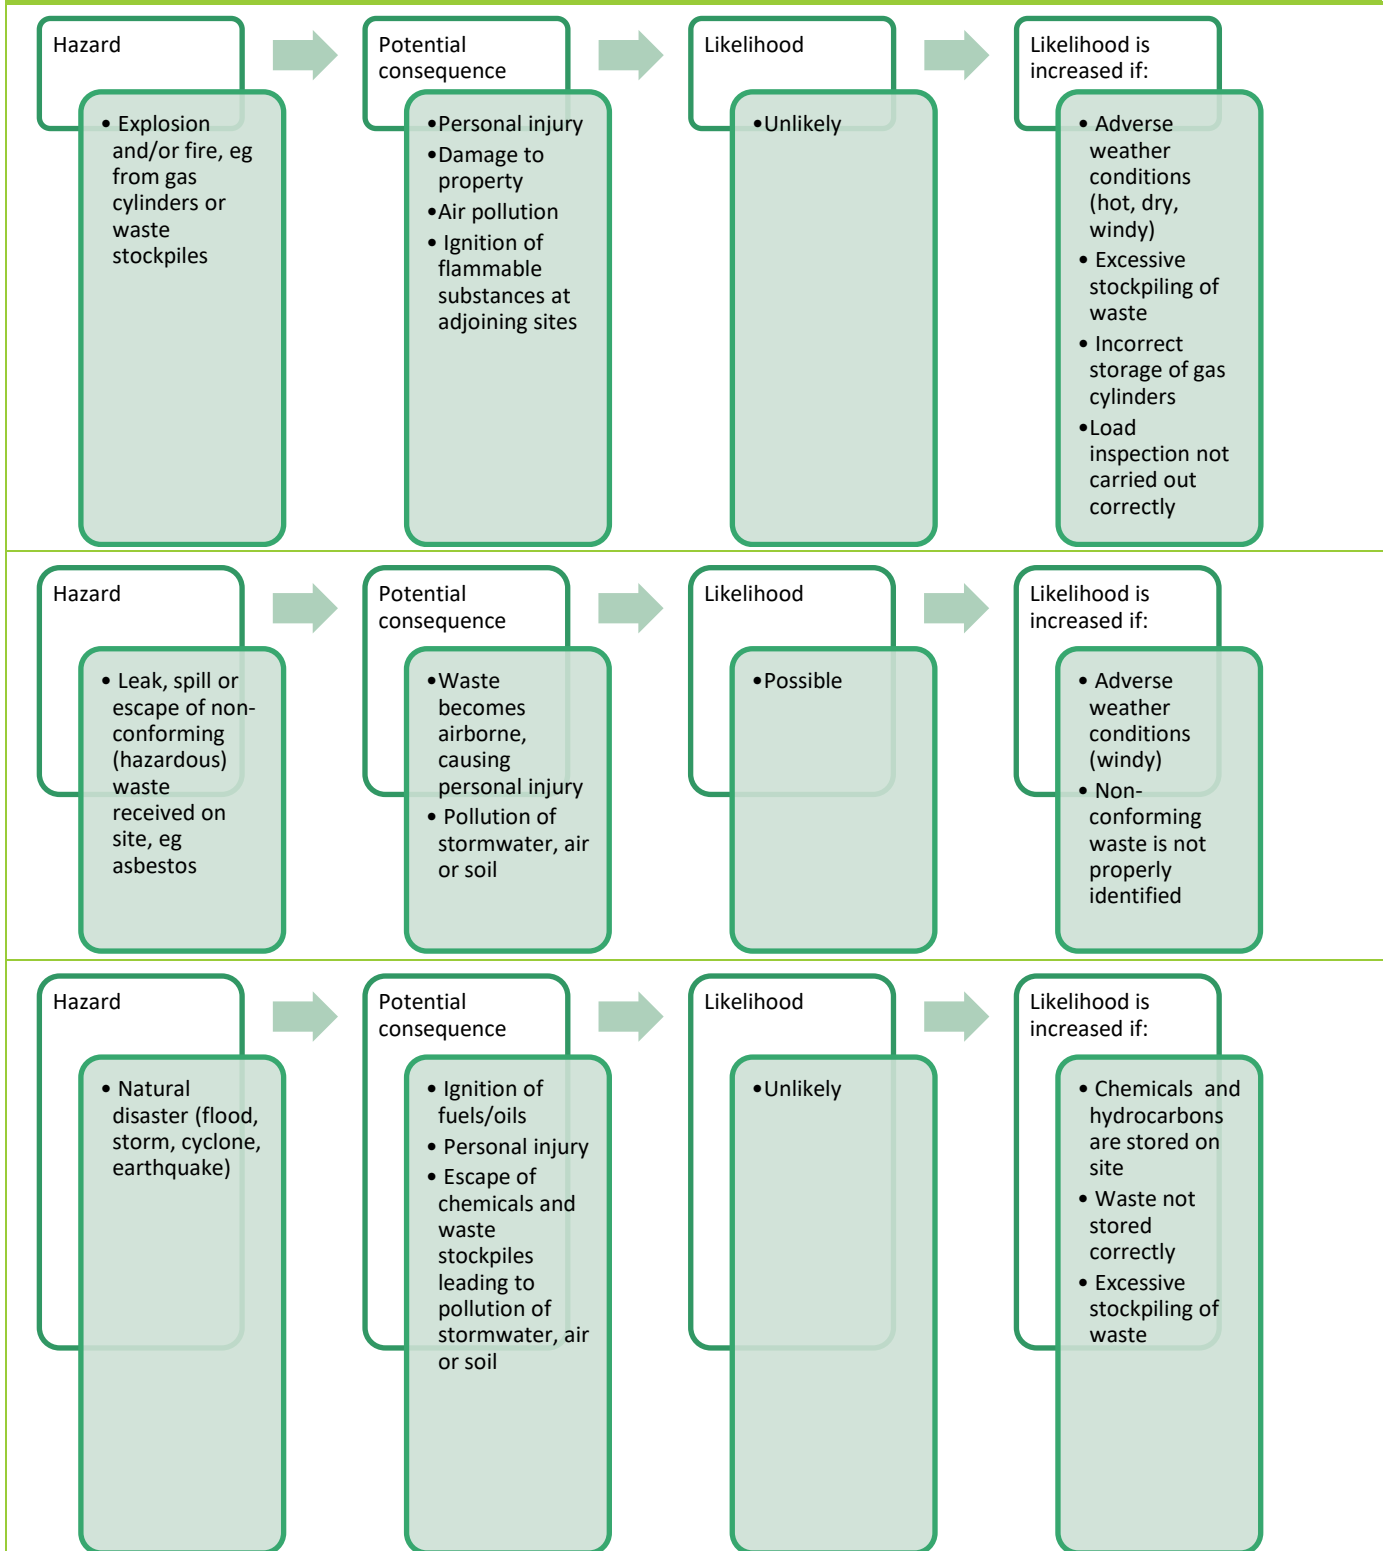 Hazard
Potential
consequence
Likelihood
Likelihood is
increased if:
• Explosion
and/or fire, eg
from gas
cylinders or
waste
stockpiles
•Personal injury
•Damage to
property
•Air pollution
• Ignition of
flammable
substances at
adjoining sites
•Unlikely
• Adverse
weather
conditions
(hot, dry,
windy)
• Excessive
stockpiling of
waste
• Incorrect
storage of gas
cylinders
•Load
inspection not
carried out
correctly
Hazard
Potential
consequence
Likelihood
Likelihood is
increased if:
• Leak, spill or
escape of non-
conforming
(hazardous)
waste
received on
site, eg
asbestos
•Waste
becomes
airborne,
causing
personal injury
• Pollution of
stormwater, air
or soil
•Possible
• Adverse
weather
conditions
(windy)
• Non-
conforming
waste is not
properly
identified
Hazard
Potential
consequence
Likelihood
Likelihood is
increased if:
• Natural
disaster (flood,
storm, cyclone,
earthquake)
• Ignition of
fuels/oils
• Personal injury
• Escape of
chemicals and
waste
stockpiles
leading to
pollution of
stormwater, air
or soil
•Unlikely
• Chemicals and
hydrocarbons
are stored on
site
• Waste not
stored
correctly
• Excessive
stockpiling of
waste